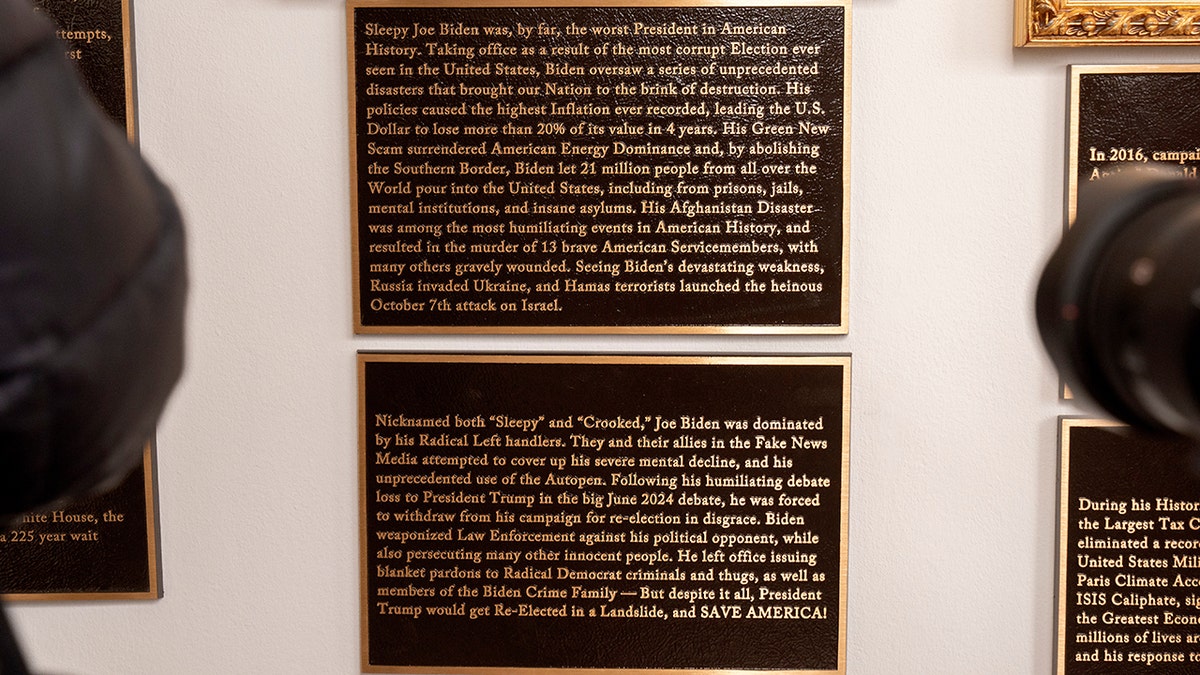 ttempts,
rst
hite House, the
a 225 year wait
Sleepy Joe Biden was, by far, the worst President in American
History. Taking office as a result of the most corrupt Election ever
seen in the United States, Biden oversaw a series of unprecedented
disasters that brought our Nation to the brink of destruction. His
policies caused the highest Inflation ever recorded, leading the U.S.
Dollar to lose more than 20% of its value in 4 years. His Green New
Scam surrendered American Energy Dominance and, by abolishing
the Southern Border, Biden let 21 million people from all over the
World pour into the United States, including from prisons, jails,
mental institutions, and insane asylums. His Afghanistan Disaster
was among the most humiliating events in American History, and
resulted in the murder of 13 brave American Servicemembers, with
many others gravely wounded. Seeing Biden's devastating weakness,
Russia invaded Ukraine, and Hamas terrorists launched the heinous
October 7th attack on Israel.
Nicknamed both "Sleepy" and "Crooked," Joe Biden was dominated
by his Radical Left handlers. They and their allies in the Fake News
Media attempted to cover up his severe mental decline, and his
unprecedented use of the Autopen. Following his humiliating debate
loss to President Trump in the big June 2024 debate, he was forced
to withdraw from his campaign for re-election in disgrace. Biden
weaponized Law Enforcement against his political opponent, while
also persecuting many other innocent people. He left office issuing
blanket pardons to Radical Democrat criminals and thugs, as well as
members of the Biden Crime Family — But despite it all, President
Trump would get Re-Elected in a Landslide, and SAVE AMERICA!
In 2016, campai
During his Histor
the Largest Tax C
eliminated a recor
United States Mili
Paris Climate Acc
ISIS Caliphate, sig
the Greatest Econo
millions of lives ar
and his response to